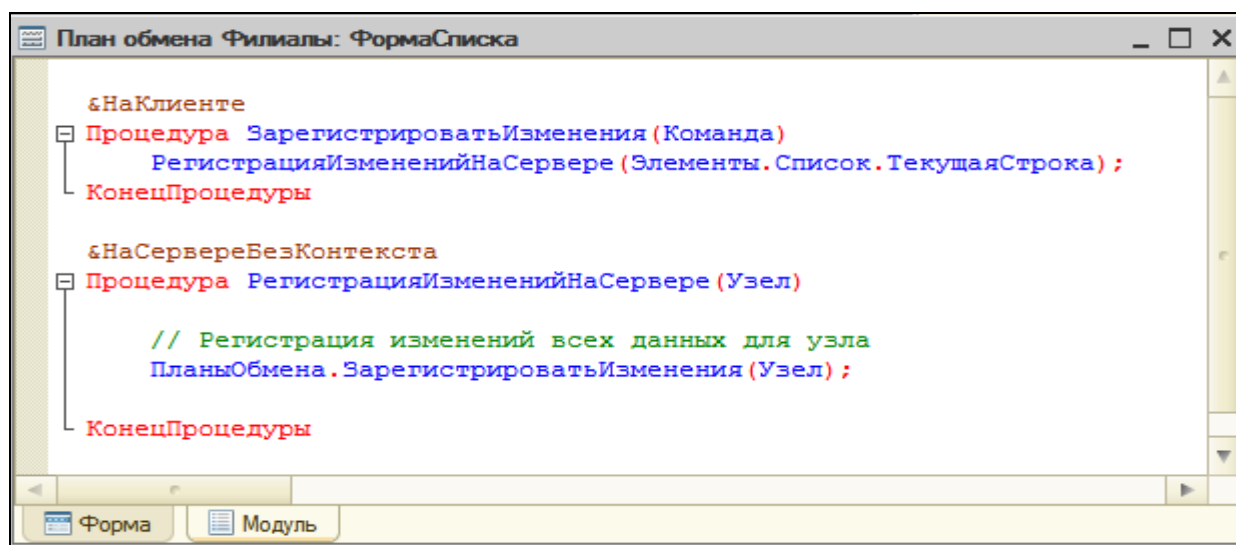 План обмена Филиалы: ФормаСписка
&НаКлиенте
Процедура ЗарегистрироватьИзменения(Команда)
РегистрацияИзмененийНаСервере(Элементы.Список.ТекущаяСтрока);
КонецПроцедуры
&НаСервереБезКонтекста
Процедура РегистрацияИзмененийНаСервере(Узел)
// Регистрация изменений всех данных для узла
ПланыОбмена.ЗарегистрироватьИзменения(Узел);
КонецПроцедуры
Форма Модуль